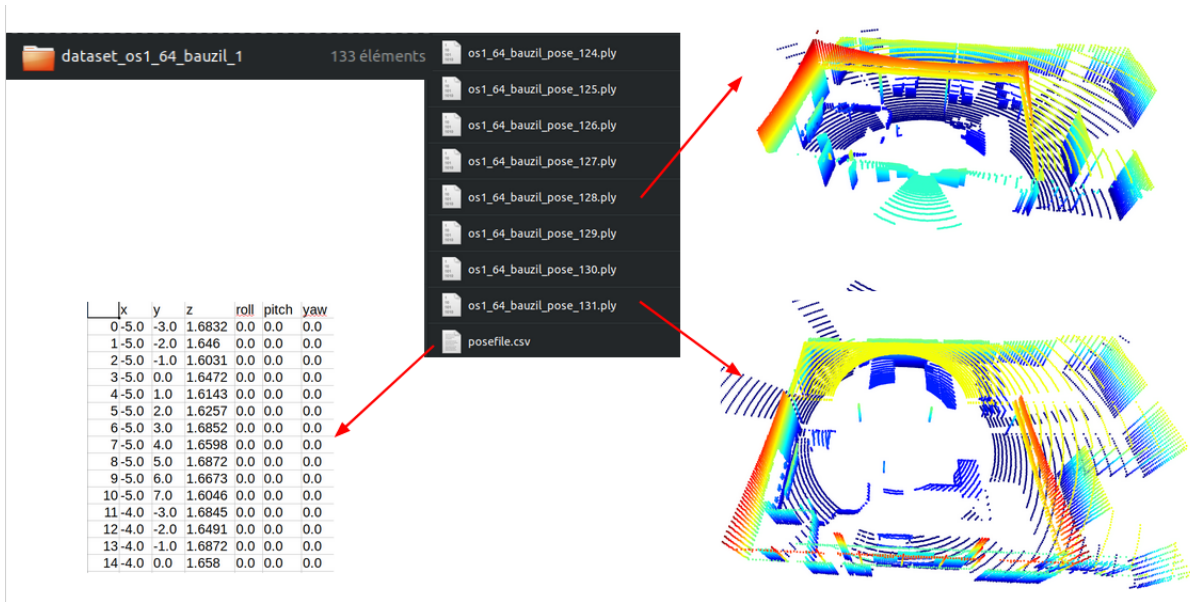 dataset_os1_64_bauzil_1 133 éléments
os1_64_bauzil_pose_124.ply
os1_64_bauzil_pose_125.ply
os1_64_bauzil_pose_126.ply
os1_64_bauzil_pose_127.ply
os1_64_bauzil_pose_128.ply
os1_64_bauzil_pose_129.ply
os1_64_bauzil_pose_130.ply
os1_64_bauzil_pose_131.ply
posefile.csv
x y z roll pitch yaw
0 -5.0 -3.0 1.6832 0.0 0.0 0.0
1 -5.0 -2.0 1.646 0.0 0.0 0.0
2 -5.0 -1.0 1.6031 0.0 0.0 0.0
3 -5.0 0.0 1.6472 0.0 0.0 0.0
4 -5.0 1.0 1.6143 0.0 0.0 0.0
5 -5.0 2.0 1.6257 0.0 0.0 0.0
6 -5.0 3.0 1.6852 0.0 0.0 0.0
7 -5.0 4.0 1.6598 0.0 0.0 0.0
8 -5.0 5.0 1.6872 0.0 0.0 0.0
9 -5.0 6.0 1.6673 0.0 0.0 0.0
10 -5.0 7.0 1.6046 0.0 0.0 0.0
11 -4.0 -3.0 1.6845 0.0 0.0 0.0
12 -4.0 -2.0 1.6491 0.0 0.0 0.0
13 -4.0 -1.0 1.6872 0.0 0.0 0.0
14 -4.0 0.0 1.658 0.0 0.0 0.0